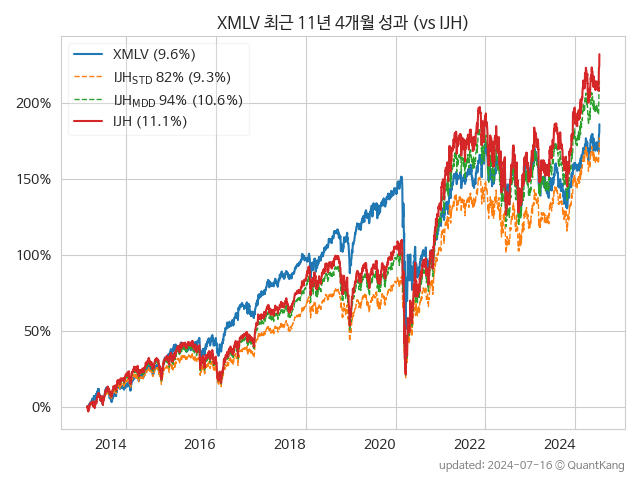 XMLV 최근 11년 4개월 성과 (vs IJH)
XMLV (9.6%)
IJHSTD 82% (9.3%)
IJHMDD 94% (10.6%)
IJH (11.1%)
200%
150%
100%
50%
0%
2014 2016 2018 2020 2022 2024
updated: 2024-07-16 © QuantKang